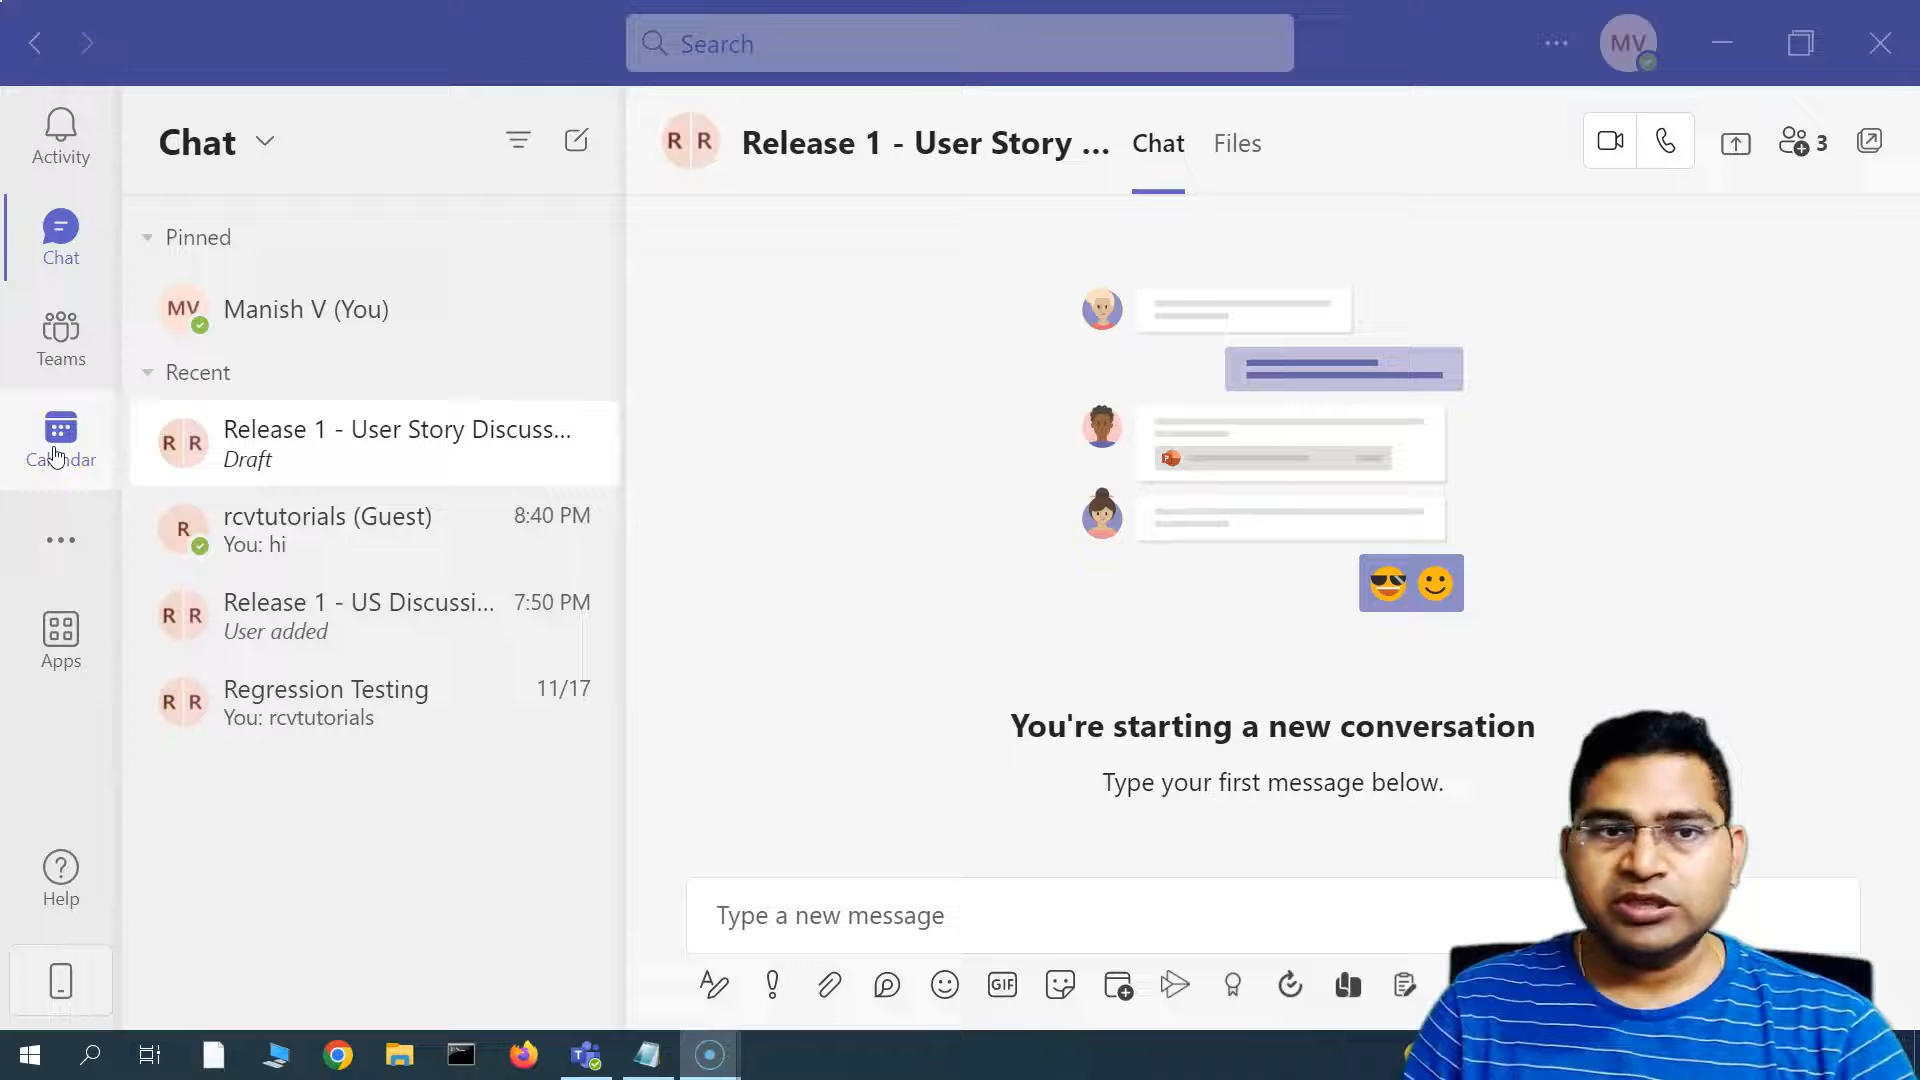 Search
MV
Activity
Chat
Teams
Calendar
Apps
Help
Chat
Pinned
MV
Manish V (You)
Recent
R R
Release 1 - User Story Discuss...
Draft
R
rcvtutorials (Guest)
8:40 PM
You: hi
R R
Release 1 - US Discussi...
7:50 PM
User added
R R
Regression Testing
11/17
You: rcvtutorials
R R
Release 1 - User Story ...
Chat
Files
3
You're starting a new conversation
Type your first message below.
Type a new message
GIF